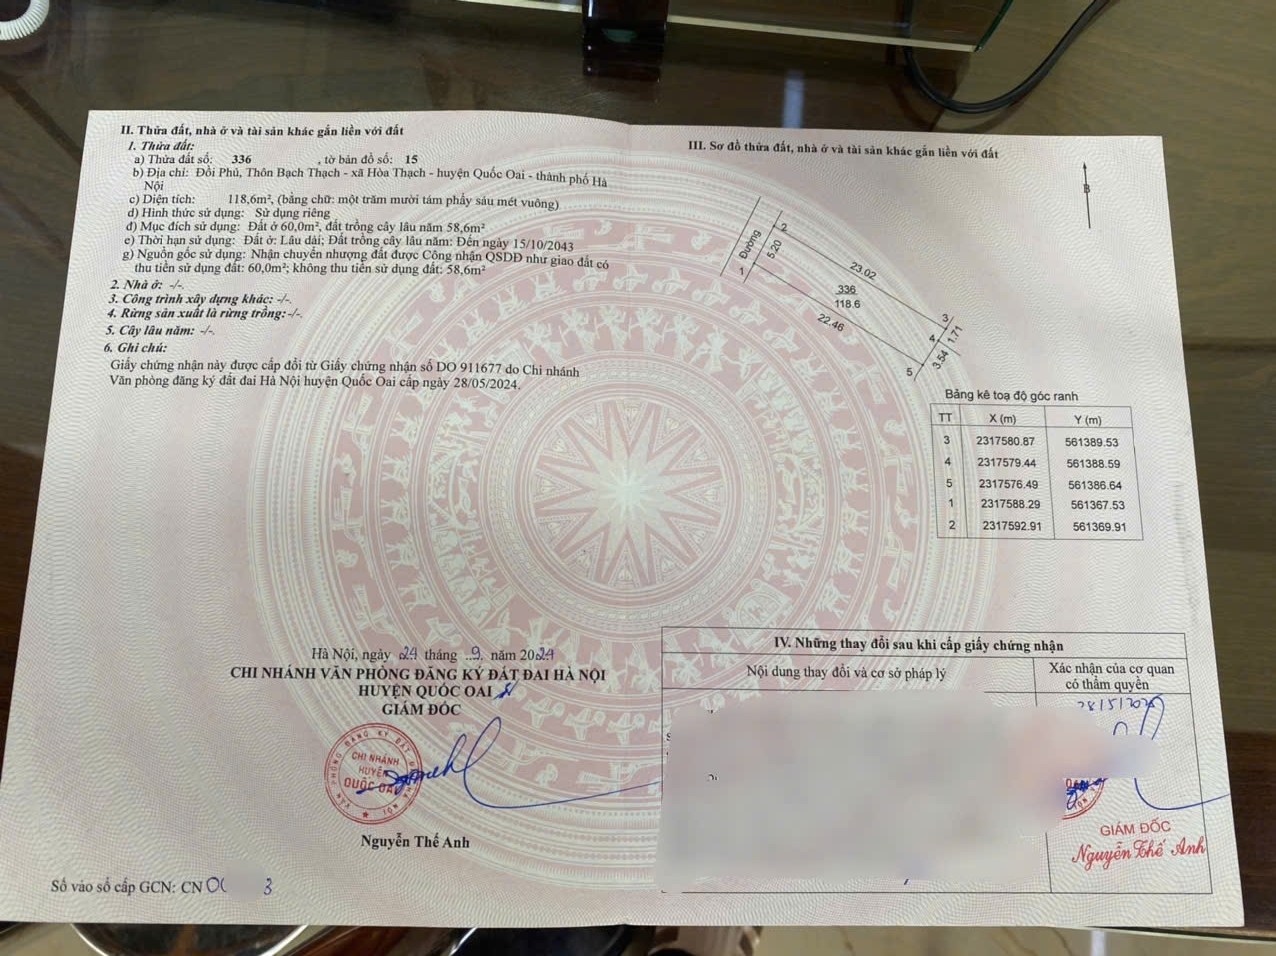 II. Thửa đất, nhà ở và tài sản khác gắn liền với đất
1. Thửa đất:
a) Thửa đất số: 336 , tờ bản đồ số: 15
b) Địa chỉ: Đồi Phủ, Thôn Bạch Thạch - xã Hòa Thạch - huyện Quốc Oai - thành phố Hà
Nội
c) Diện tích: 118,6m², (bằng chữ: một trăm mười tám phẩy sáu mét vuông)
d) Hình thức sử dụng: Sử dụng riêng
đ) Mục đích sử dụng: Đất ở 60,0m², đất trồng cây lâu năm 58,6m²
e) Thời hạn sử dụng: Đất ở: Lâu dài; Đất trồng cây lâu năm: Đến ngày 15/10/2043
g) Nguồn gốc sử dụng: Nhận chuyển nhượng đất được Công nhận QSDĐ như giao đất có
thu tiền sử dụng đất: 60,0m²; không thu tiền sử dụng đất: 58,6m²
2. Nhà ở: -/-.
3. Công trình xây dựng khác: -/-.
4. Rừng sản xuất là rừng trồng:-/-.
5. Cây lâu năm: -/-.
6. Ghi chú:
Giấy chứng nhận này được cấp đổi từ Giấy chứng nhận số DO 911677 do Chi nhánh
Văn phòng đăng ký đất đai Hà Nội huyện Quốc Oai cấp ngày 28/05/2024.
Hà Nội, ngày 24 tháng 9 năm 2024
CHI NHÁNH VĂN PHÒNG ĐĂNG KÝ ĐẤT ĐAI HÀ NỘI
HUYỆN QUỐC OAI
GIÁM ĐỐC
CHI NHÁNH
HUYỆN
QUỐC OAI
Nguyễn Thế Anh
Số vào sổ cấp GCN: CN
III. Sơ đồ thửa đất, nhà ở và tài sản khác gắn liền với đất
B
Đường
1
2
5.20
23.02
336
118.6
22.46
3
4
1.71
3.54
5
Bảng kê toạ độ góc ranh
TT X (m) Y (m)
3 2317580.87 561389.53
4 2317579.44 561388.59
5 2317576.49 561386.64
1 2317588.29 561367.53
2 2317592.91 561369.91
IV. Những thay đổi sau khi cấp giấy chứng nhận
Nội dung thay đổi và cơ sở pháp lý
Xác nhận của cơ quan
có thẩm quyền
GIÁM ĐỐC
Nguyễn Thế Anh